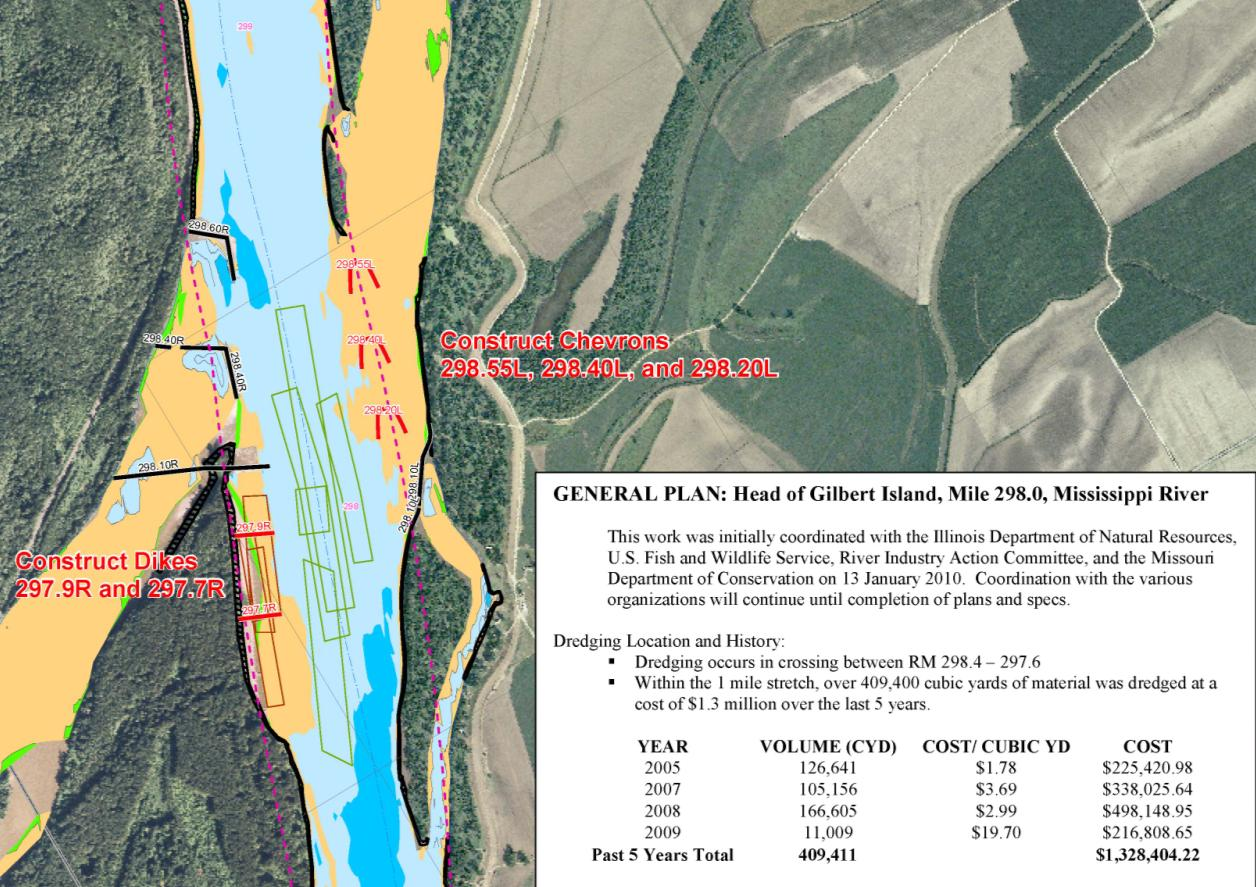 299
298.60R
298.55L
298.40R
298.40R
298.40L
Construct Chevrons
298.55L, 298.40L, and 298.20L
298.20L
298.10R
298.10L
298.10L
298
297.9R
Construct Dikes
297.9R and 297.7R
297.7R
GENERAL PLAN: Head of Gilbert Island, Mile 298.0, Mississippi River
This work was initially coordinated with the Illinois Department of Natural Resources,
U.S. Fish and Wildlife Service, River Industry Action Committee, and the Missouri
Department of Conservation on 13 January 2010. Coordination with the various
organizations will continue until completion of plans and specs.
Dredging Location and History:
▪ Dredging occurs in crossing between RM 298.4 – 297.6
▪ Within the 1 mile stretch, over 409,400 cubic yards of material was dredged at a
cost of $1.3 million over the last 5 years.
YEAR VOLUME (CYD) COST/ CUBIC YD COST
2005 126,641 $1.78 $225,420.98
2007 105,156 $3.69 $338,025.64
2008 166,605 $2.99 $498,148.95
2009 11,009 $19.70 $216,808.65
Past 5 Years Total 409,411 $1,328,404.22